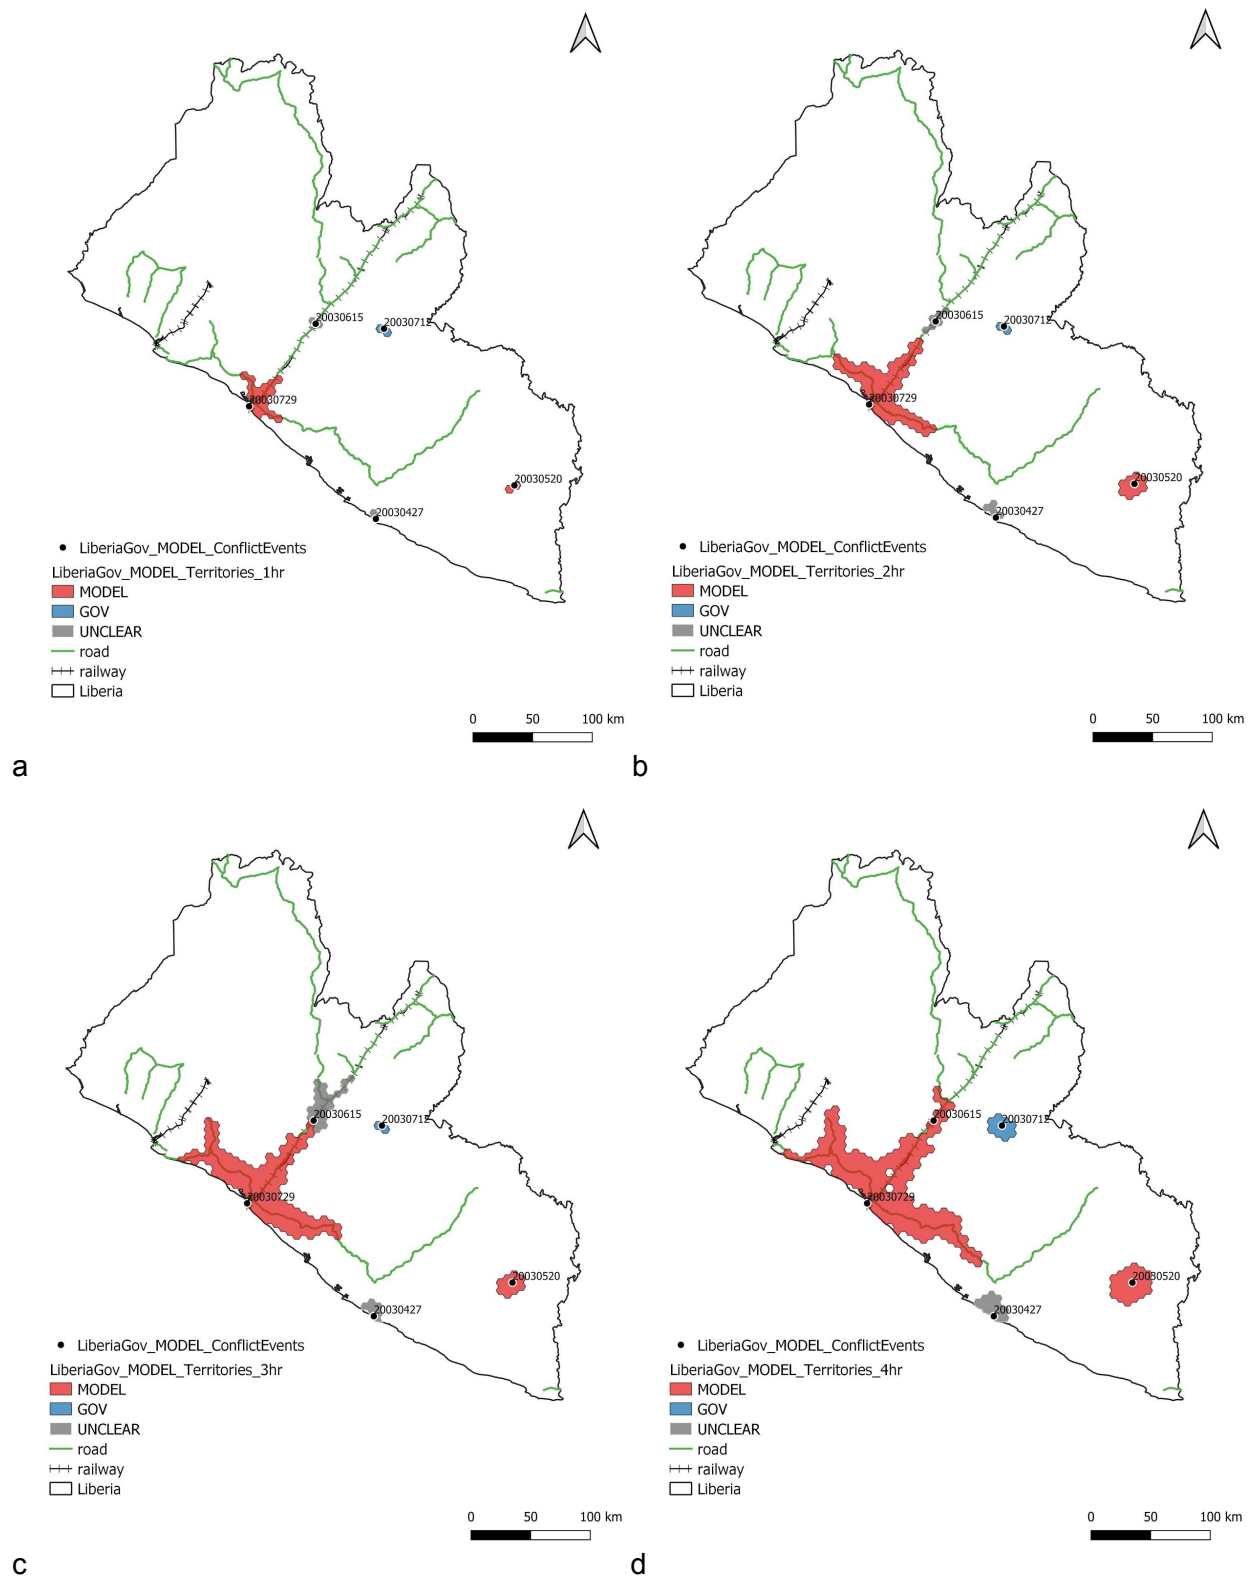 20030615
20030712
20030729
20030520
20030427
LiberiaGov_MODEL_ConflictEvents
LiberiaGov_MODEL_Territories_1hr
MODEL
GOV
UNCLEAR
road
railway
Liberia
0 50 100 km
a
20030615
20030712
20030729
20030520
20030427
LiberiaGov_MODEL_ConflictEvents
LiberiaGov_MODEL_Territories_2hr
MODEL
GOV
UNCLEAR
road
railway
Liberia
0 50 100 km
b
20030615
20030712
20030729
20030520
20030427
LiberiaGov_MODEL_ConflictEvents
LiberiaGov_MODEL_Territories_3hr
MODEL
GOV
UNCLEAR
road
railway
Liberia
0 50 100 km
c
20030615
20030712
20030729
20030520
20030427
LiberiaGov_MODEL_ConflictEvents
LiberiaGov_MODEL_Territories_4hr
MODEL
GOV
UNCLEAR
road
railway
Liberia
0 50 100 km
d